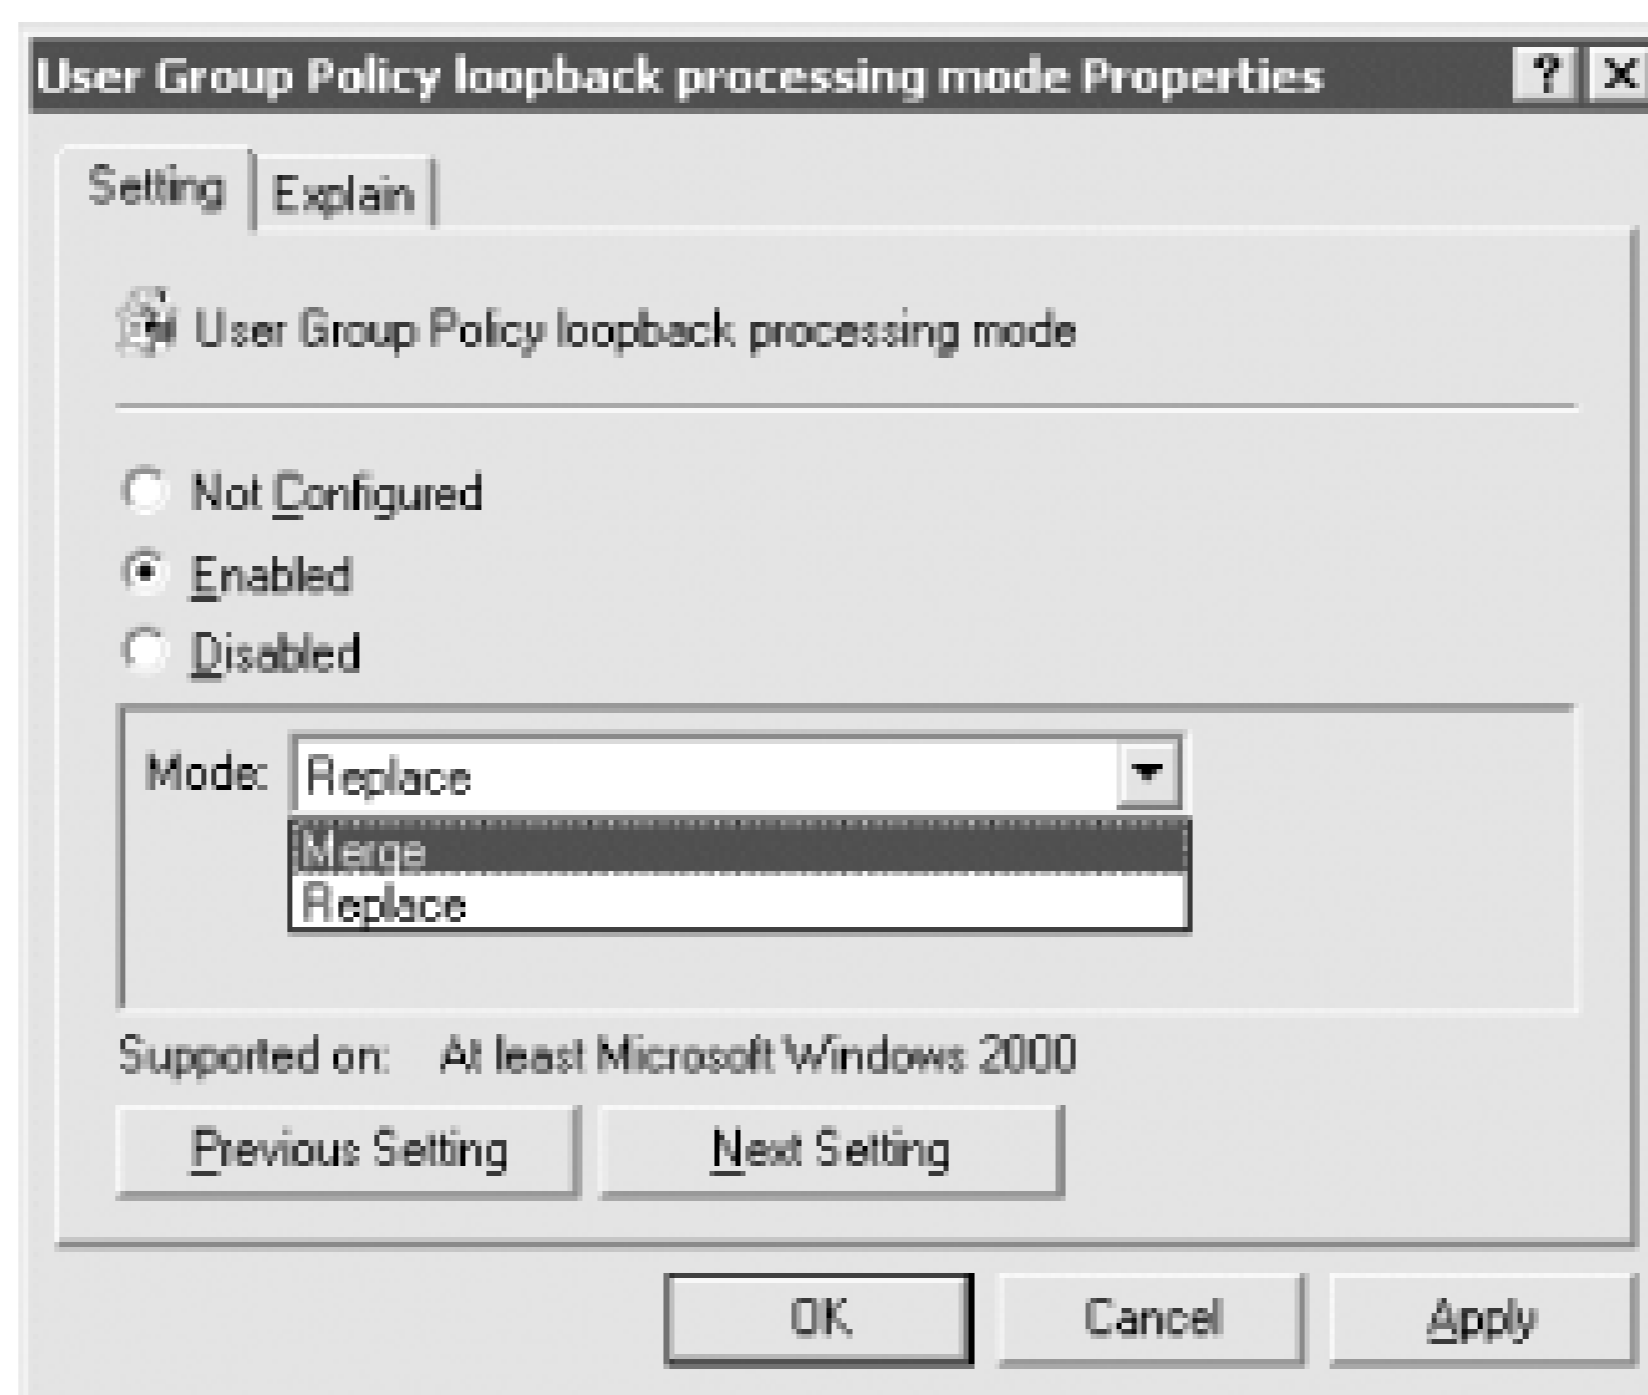 User Group Policy loopback processing mode Properties
Setting
Explain
User Group Policy loopback processing mode
Not Configured
Enabled
Disabled
Mode: Replace
Merge
Replace
Supported on: At least Microsoft Windows 2000
Previous Setting
Next Setting
OK
Cancel
Apply